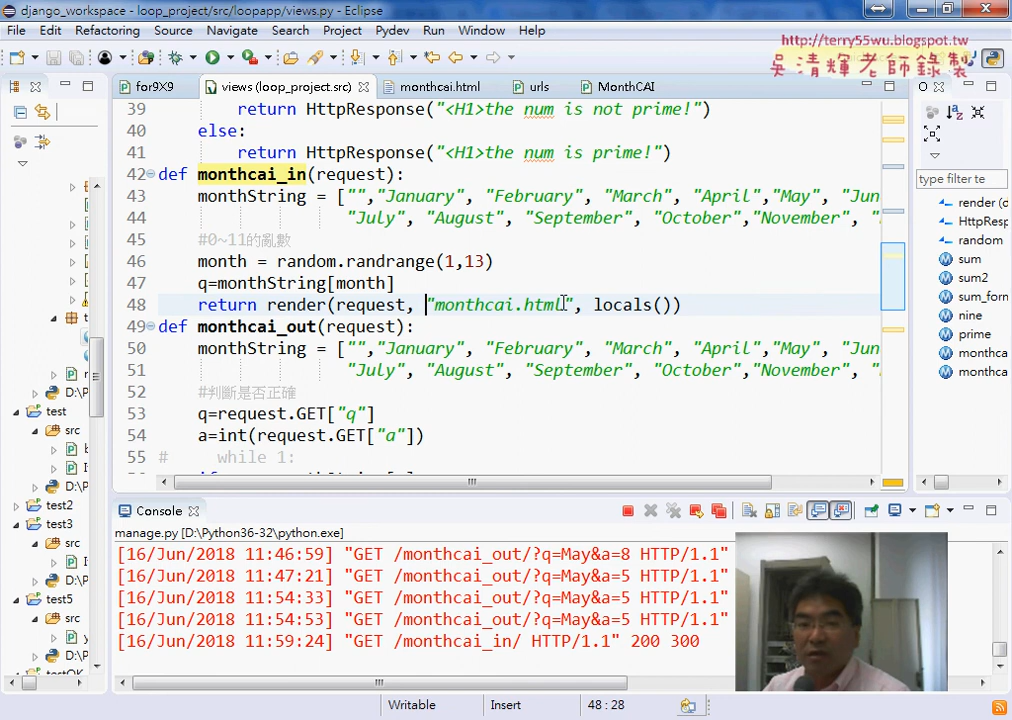 django_workspace - loop_project/src/loopapp/views.py - Eclipse
File Edit Refactoring Source Navigate Search Project Pydev Run Window Help
http://terry55wu.blogspot.tw
吳清輝老師錄製
for9X9 views (loop_project.src) monthcai.html urls MonthCAI
39 return HttpResponse("<H1>the num is not prime!")
40 else:
41 return HttpResponse("<H1>the num is prime!")
42 def monthcai_in(request):
43 monthString = ["","January", "February", "March", "April","May", "Jun
44 "July", "August", "September", "October","November", "
45 #0~11的亂數
46 month = random.randrange(1,13)
47 q=monthString[month]
48 return render(request, "monthcai.html", locals())
49 def monthcai_out(request):
50 monthString = ["","January", "February", "March", "April","May", "Jun
51 "July", "August", "September", "October","November", "
52 #判斷是否正確
53 q=request.GET["q"]
54 a=int(request.GET["a"])
55 # while 1:
type filter te
render (d
HttpResp
random
sum
sum2
sum_form
nine
prime
monthca
monthca
t
r
D:\P
test
src
b
I
D:\P
test2
test3
src
I
D:\P
test5
src
y
D:\P
testOK
Console
manage.py [D:\Python36-32\python.exe]
[16/Jun/2018 11:46:59] "GET /monthcai_out/?q=May&a=8 HTTP/1.1"
[16/Jun/2018 11:47:21] "GET /monthcai_out/?q=May&a=5 HTTP/1.1"
[16/Jun/2018 11:54:33] "GET /monthcai_out/?q=May&a=5 HTTP/1.1"
[16/Jun/2018 11:54:53] "GET /monthcai_out/?q=May&a=5 HTTP/1.1"
[16/Jun/2018 11:59:24] "GET /monthcai_in/ HTTP/1.1" 200 300
Writable Insert 48 : 28